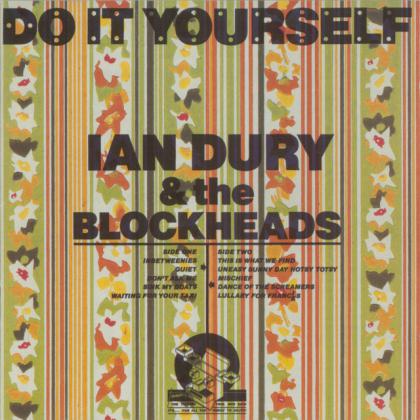 DO IT YOURSELF
IAN DURY
& the
BLOCKHEADS
SIDE ONE
INBETWEENIES
QUIET *
DON'T ASK ME
SINK MY BOATS *
WAITING FOR YOUR TAXI
SIDE TWO
THIS IS WHAT WE FIND
UNEASY SUNNY DAY HOTSY TOTSY
MISCHIEF
DANCE OF THE SCREAMERS
LULLABY FOR FRANCIES